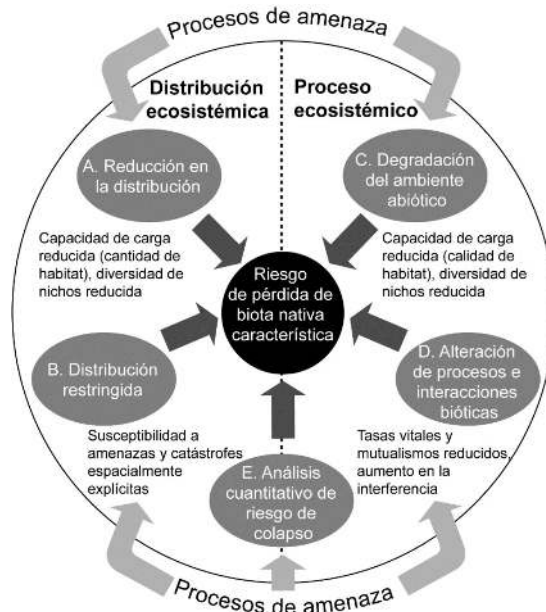 Procesos de amenaza
Distribución
ecosistémica
Proceso
ecosistémico
A. Reducción en
la distribución
C. Degradación
del ambiente
abiótico
Capacidad de carga
reducida (cantidad de
habitat), diversidad de
nichos reducida
Capacidad de carga
reducida (calidad de
habitat), diversidad de
nichos reducida
Riesgo
de pérdida de
biota nativa
característica
B. Distribución
restringida
D. Alteración
de procesos e
interacciones
bióticas
Susceptibilidad a
amenazas y catástrofes
espacialmente
explícitas
Tasas vitales y
mutualismos reducidos,
aumento en la
interferencia
E. Análisis
cuantitativo de
riesgo de
colapso
Procesos de amenaza